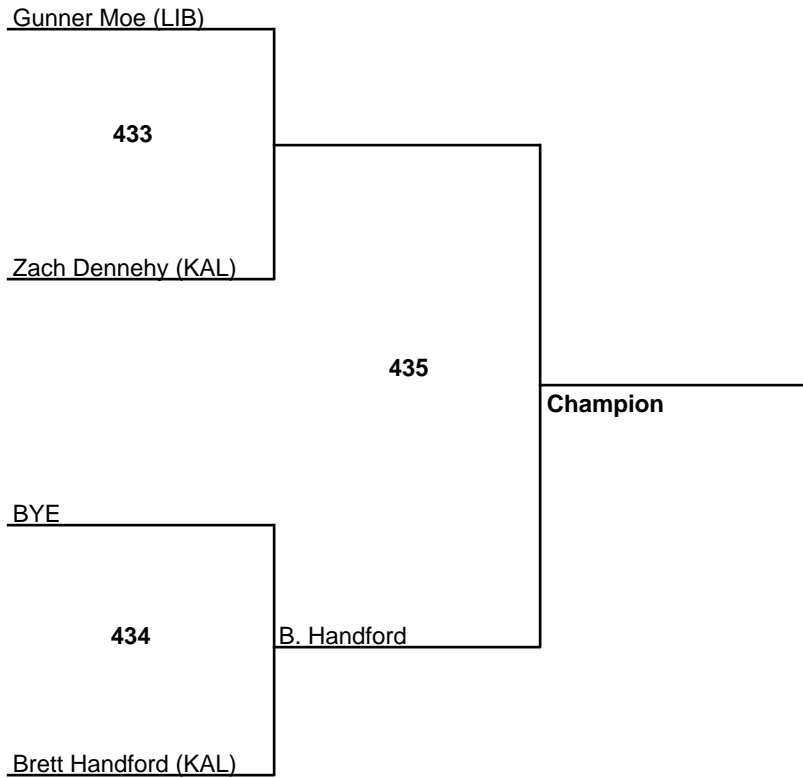 Gunner Moe (LIB)
433
Zach Dennehy (KAL)
435
Champion
BYE
434
B. Handford
Brett Handford (KAL)